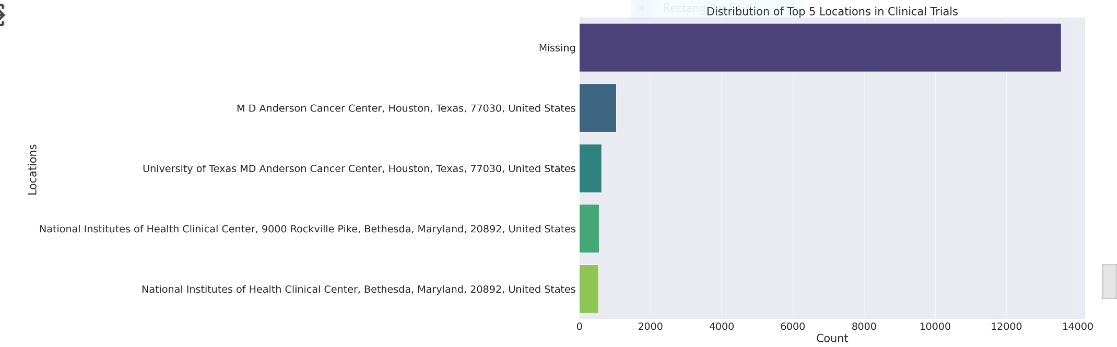 Distribution of Top 5 Locations in Clinical Trials
Missing
M D Anderson Cancer Center, Houston, Texas, 77030, United States
University of Texas MD Anderson Cancer Center, Houston, Texas, 77030, United States
National Institutes of Health Clinical Center, 9000 Rockville Pike, Bethesda, Maryland, 20892, United States
National Institutes of Health Clinical Center, Bethesda, Maryland, 20892, United States
Locations
0 2000 4000 6000 8000 10000 12000 14000
Count